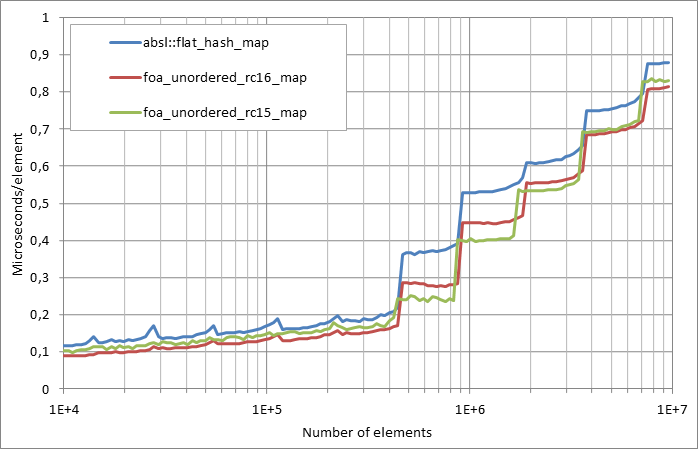 1
0,9
0,8
0,7
0,6
0,5
0,4
0,3
0,2
0,1
0
Microseconds/element
absl::flat_hash_map
foa_unordered_rc16_map
foa_unordered_rc15_map
1E+4
1E+5
1E+6
1E+7
Number of elements